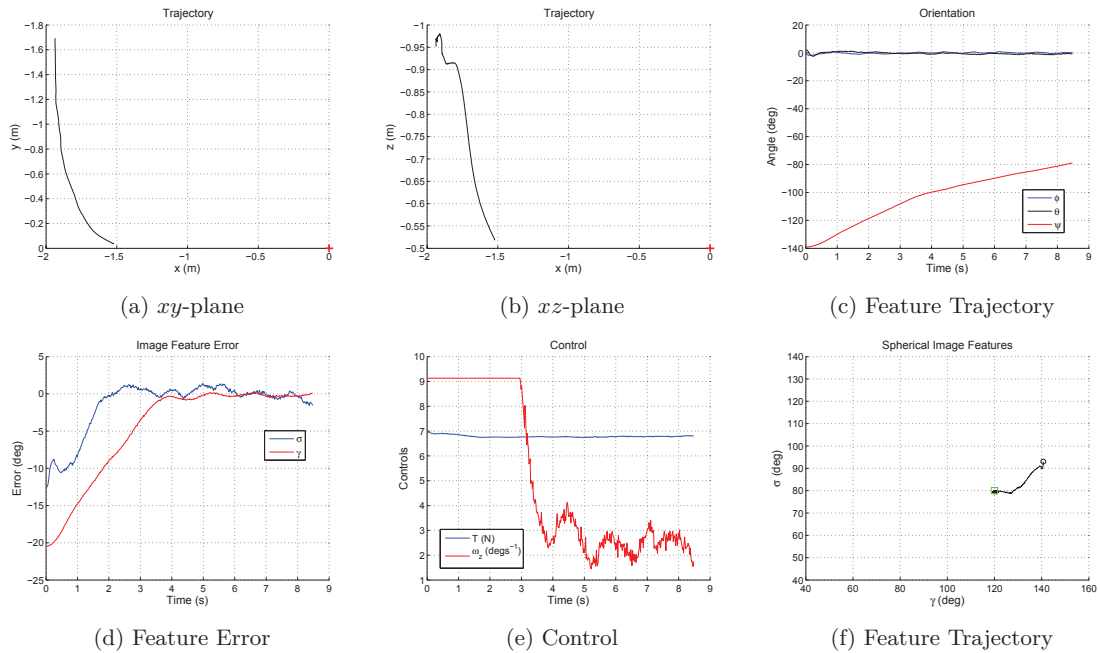 Trajectory
−1.8
−1.6
−1.4
−1.2
−1
−0.8
−0.6
−0.4
−0.2
0
y (m)
−2 −1.5 −1 −0.5 0
x (m)
(a) xy-plane
Trajectory
−1
−0.95
−0.9
−0.85
−0.8
−0.75
−0.7
−0.65
−0.6
−0.55
−0.5
z (m)
−2 −1.5 −1 −0.5 0
x (m)
(b) xz-plane
Orientation
20
0
−20
−40
−60
−80
−100
−120
−140
Angle (deg)
ϕ
θ
ψ
0 1 2 3 4 5 6 7 8 9
Time (s)
(c) Feature Trajectory
Image Feature Error
5
0
−5
−10
−15
−20
−25
Error (deg)
σ
γ
0 1 2 3 4 5 6 7 8 9
Time (s)
(d) Feature Error
Control
10
9
8
7
6
5
4
3
2
1
Controls
T (N)
ω_z (degs⁻¹)
0 1 2 3 4 5 6 7 8 9
Time (s)
(e) Control
Spherical Image Features
140
130
120
110
100
90
80
70
60
50
40
σ (deg)
40 60 80 100 120 140 160
γ (deg)
(f) Feature Trajectory